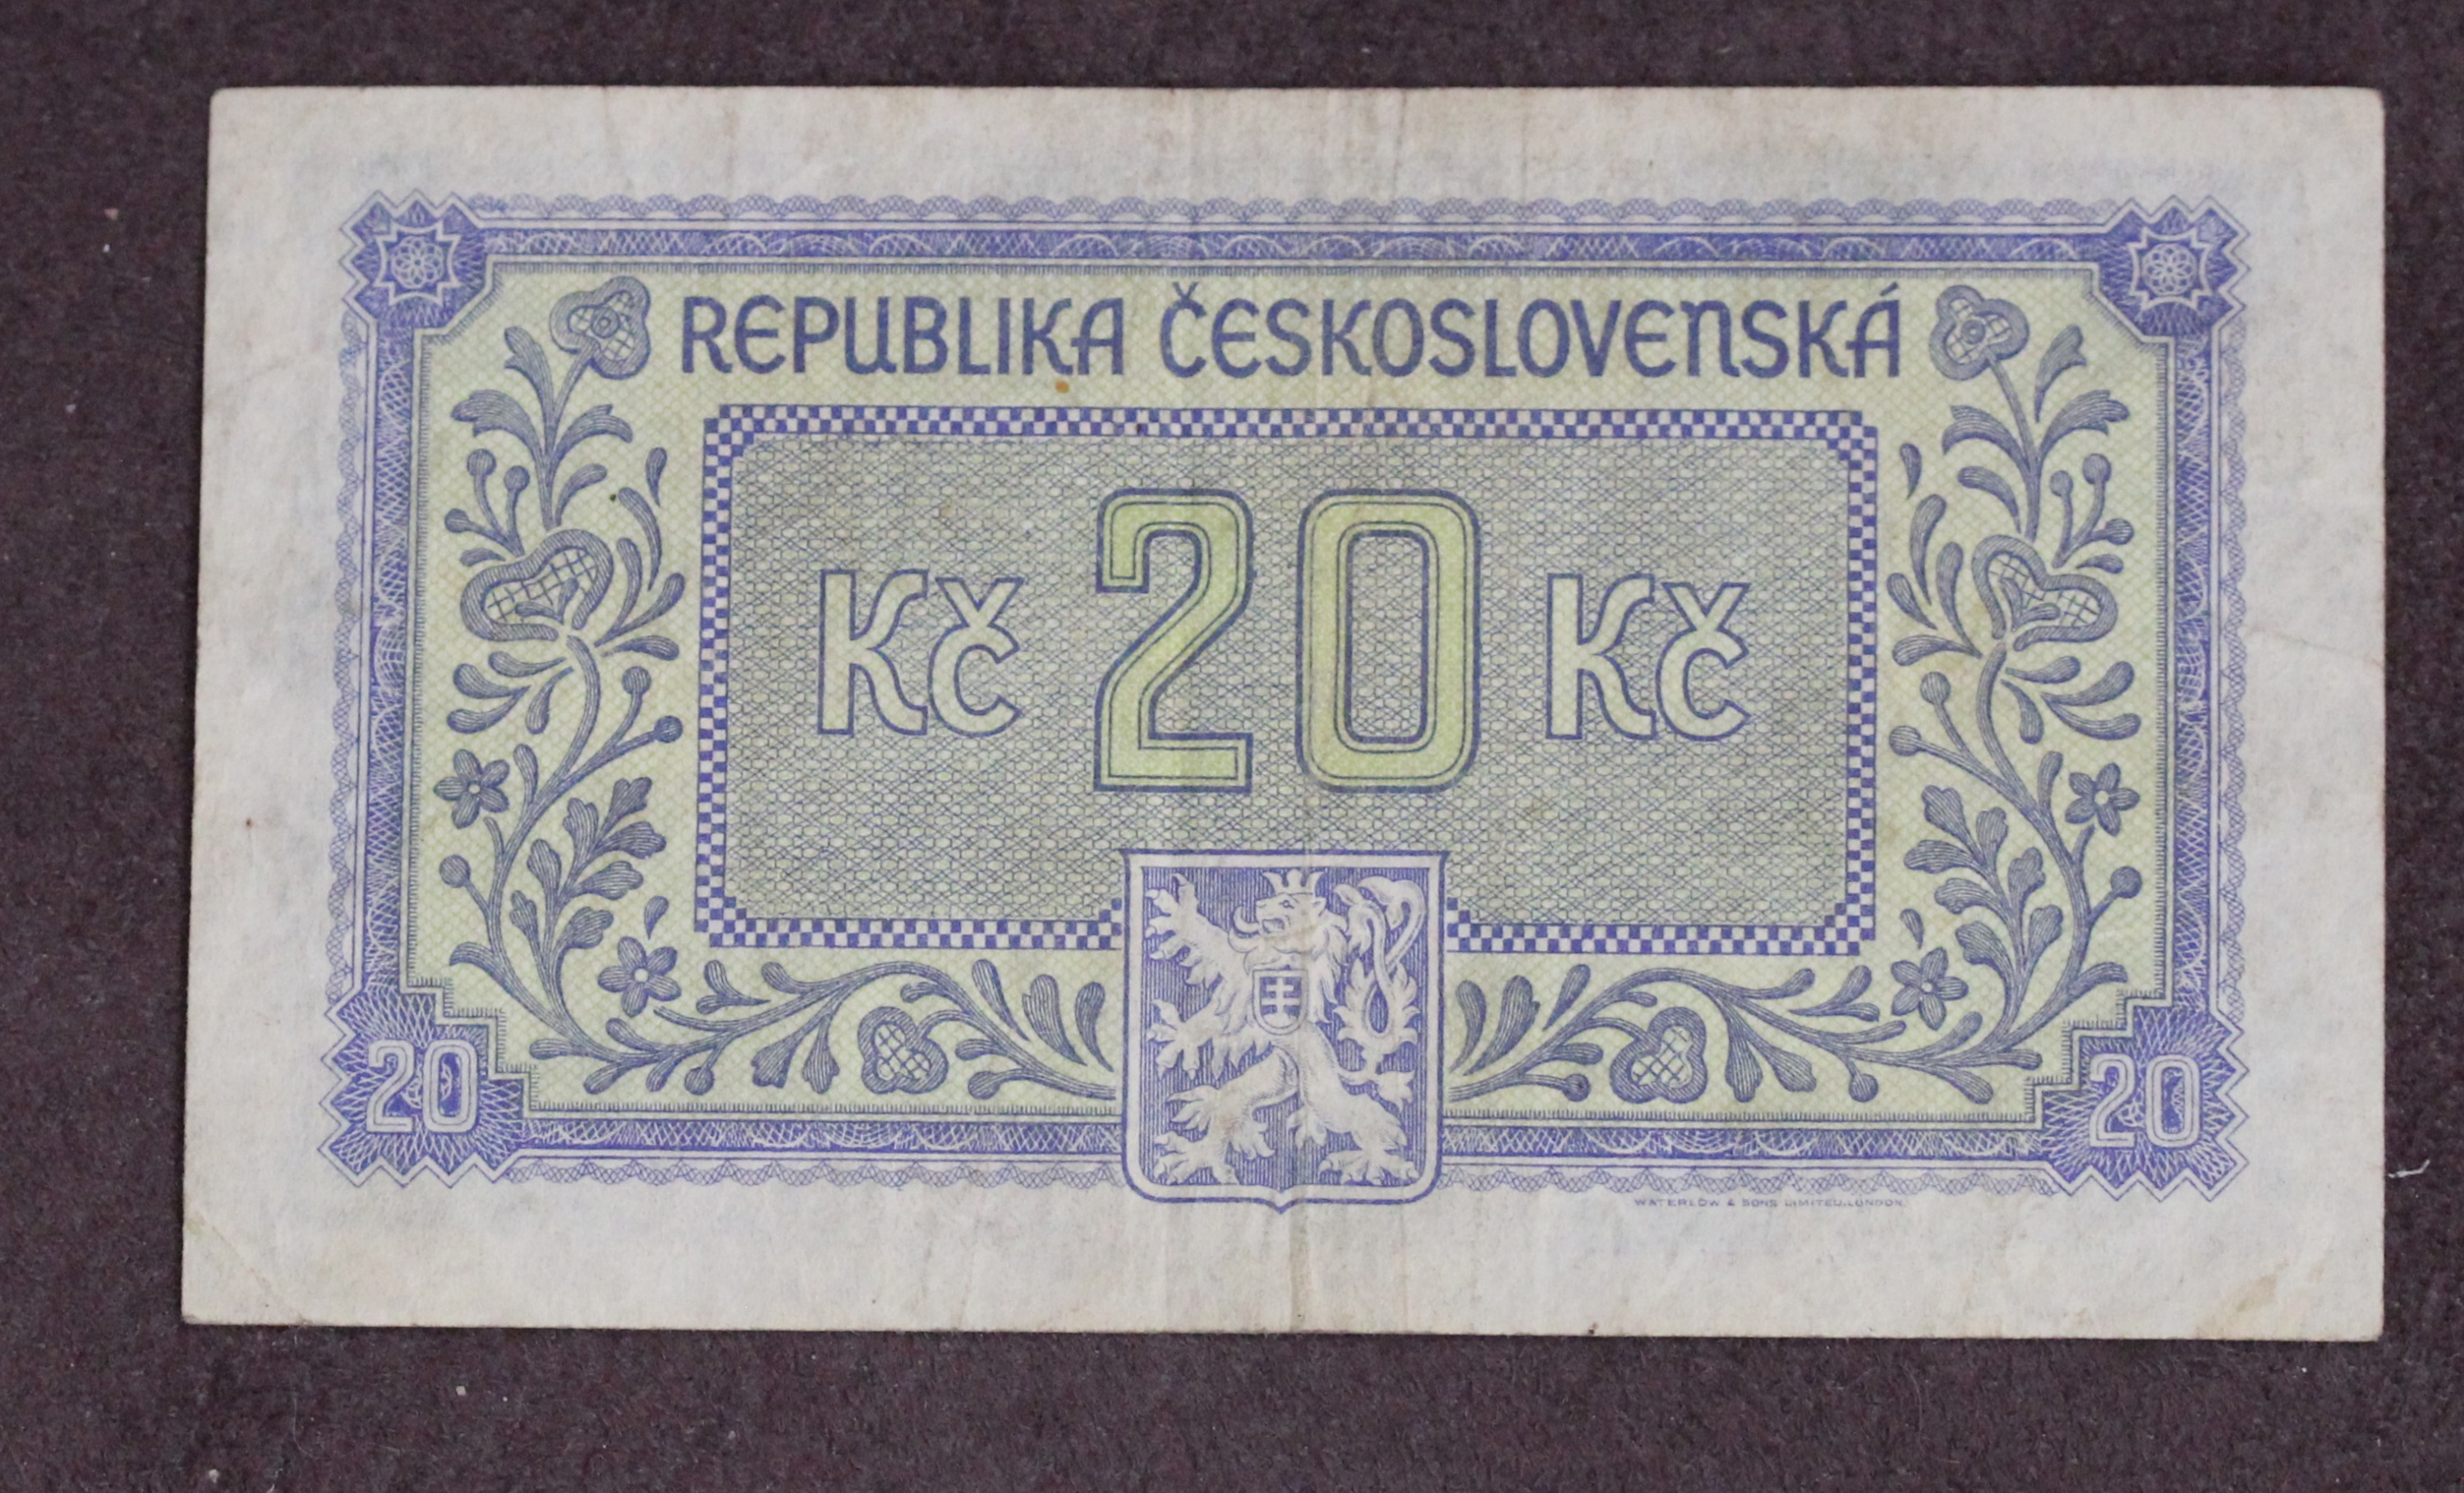 REPUBLIKA ČESKOSLOVENSKÁ
Kč 20 Kč
20 20
WATERLOW & SONS LIMITED, LONDON.